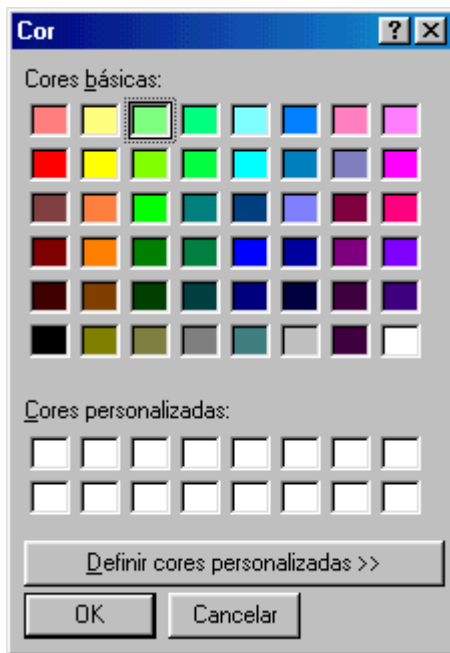 Cor
Cores básicas:
Cores personalizadas:
Definir cores personalizadas >>
OK Cancelar